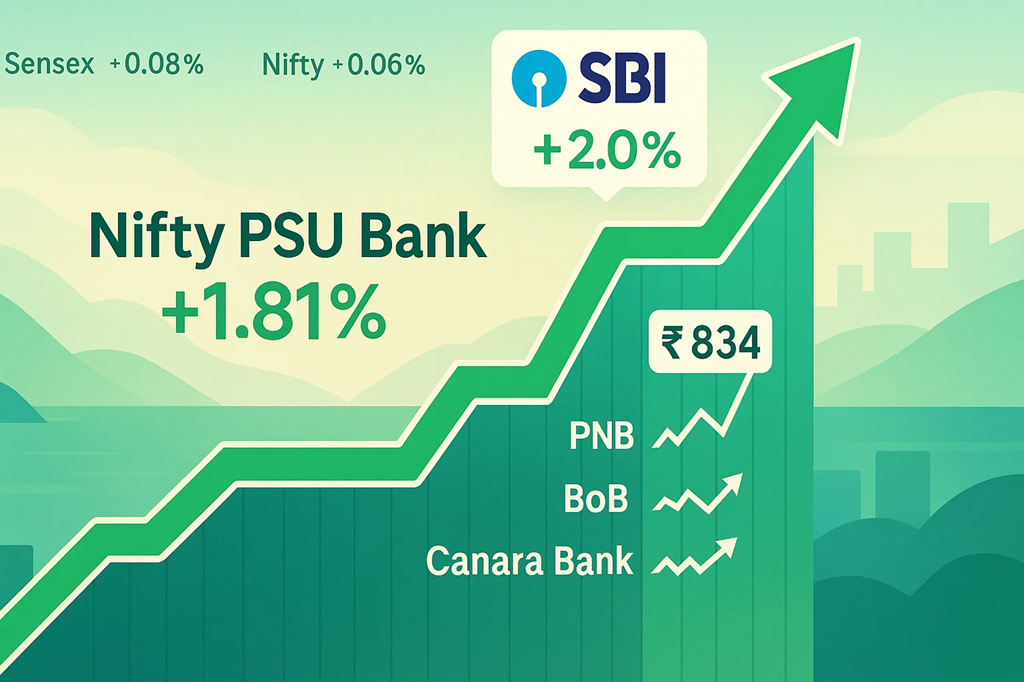 Sensex +0.08% Nifty +0.06%
SBI
+2.0%
Nifty PSU Bank
+1.81%
₹834
PNB
BoB
Canara Bank